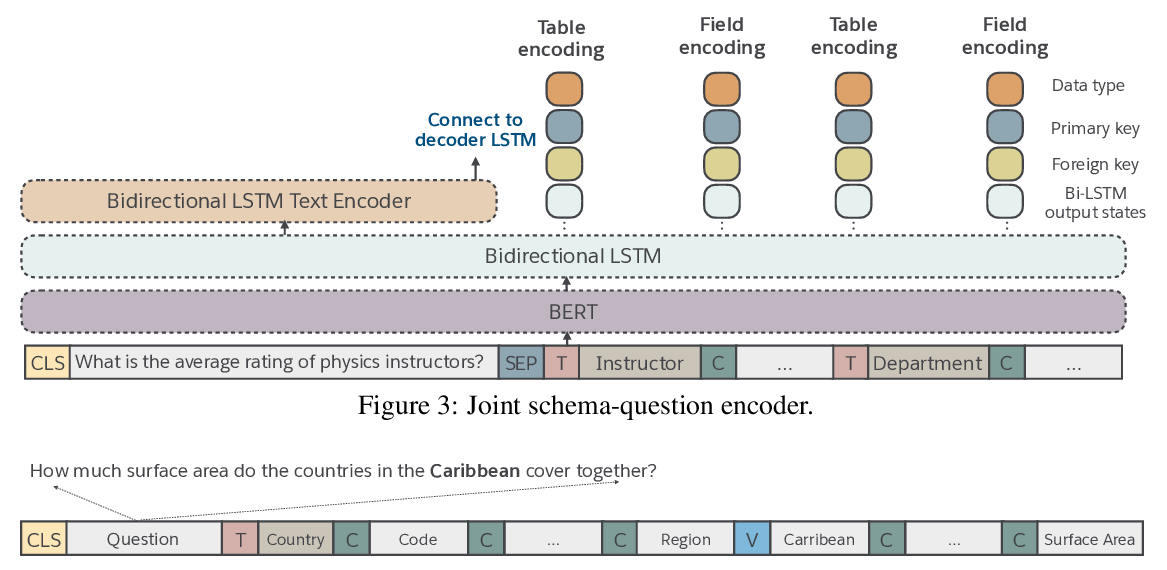 Table encoding
Field encoding
Table encoding
Field encoding
Data type
Primary key
Foreign key
Bi-LSTM output states
Connect to decoder LSTM
Bidirectional LSTM Text Encoder
Bidirectional LSTM
BERT
CLS What is the average rating of physics instructors? SEP T Instructor C ... T Department C ...
Figure 3: Joint schema-question encoder.
How much surface area do the countries in the Caribbean cover together?
CLS Question T Country C Code C ... C Region V Carribean C ... C Surface Area